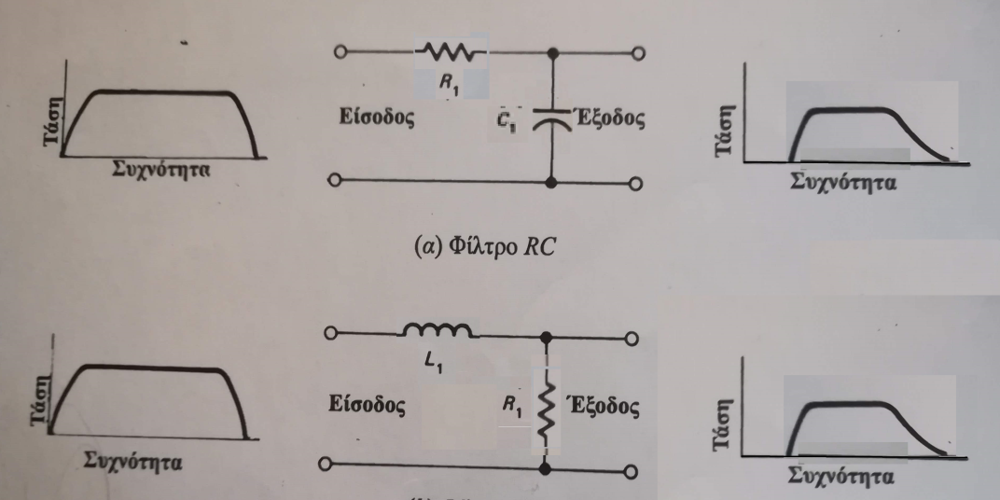 Τάση
Συχνότητα
R1
Είσοδος
C1
Έξοδος
Τάση
Συχνότητα
(α) Φίλτρο RC
Τάση
Συχνότητα
L1
Είσοδος
R1
Έξοδος
Τάση
Συχνότητα